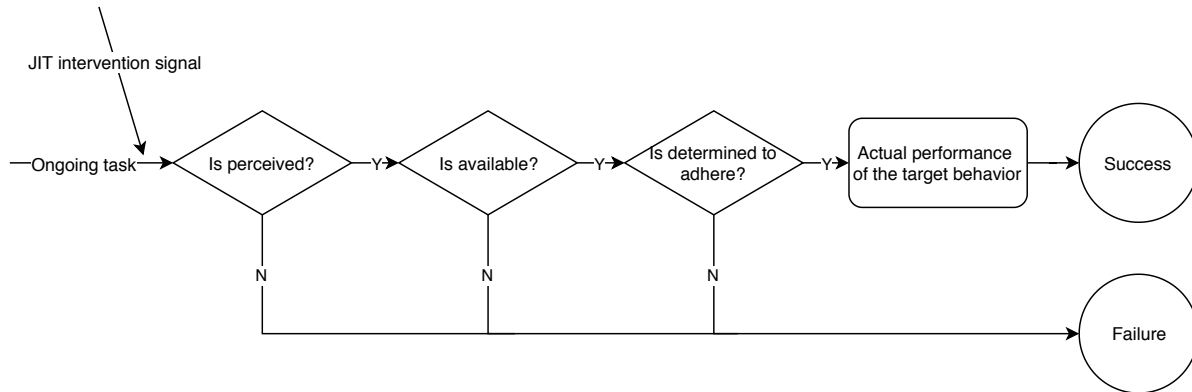 JIT intervention signal
Ongoing task
Is perceived?
Y
Is available?
Y
Is determined to
adhere?
Y
Actual performance
of the target behavior
Success
N
N
N
Failure